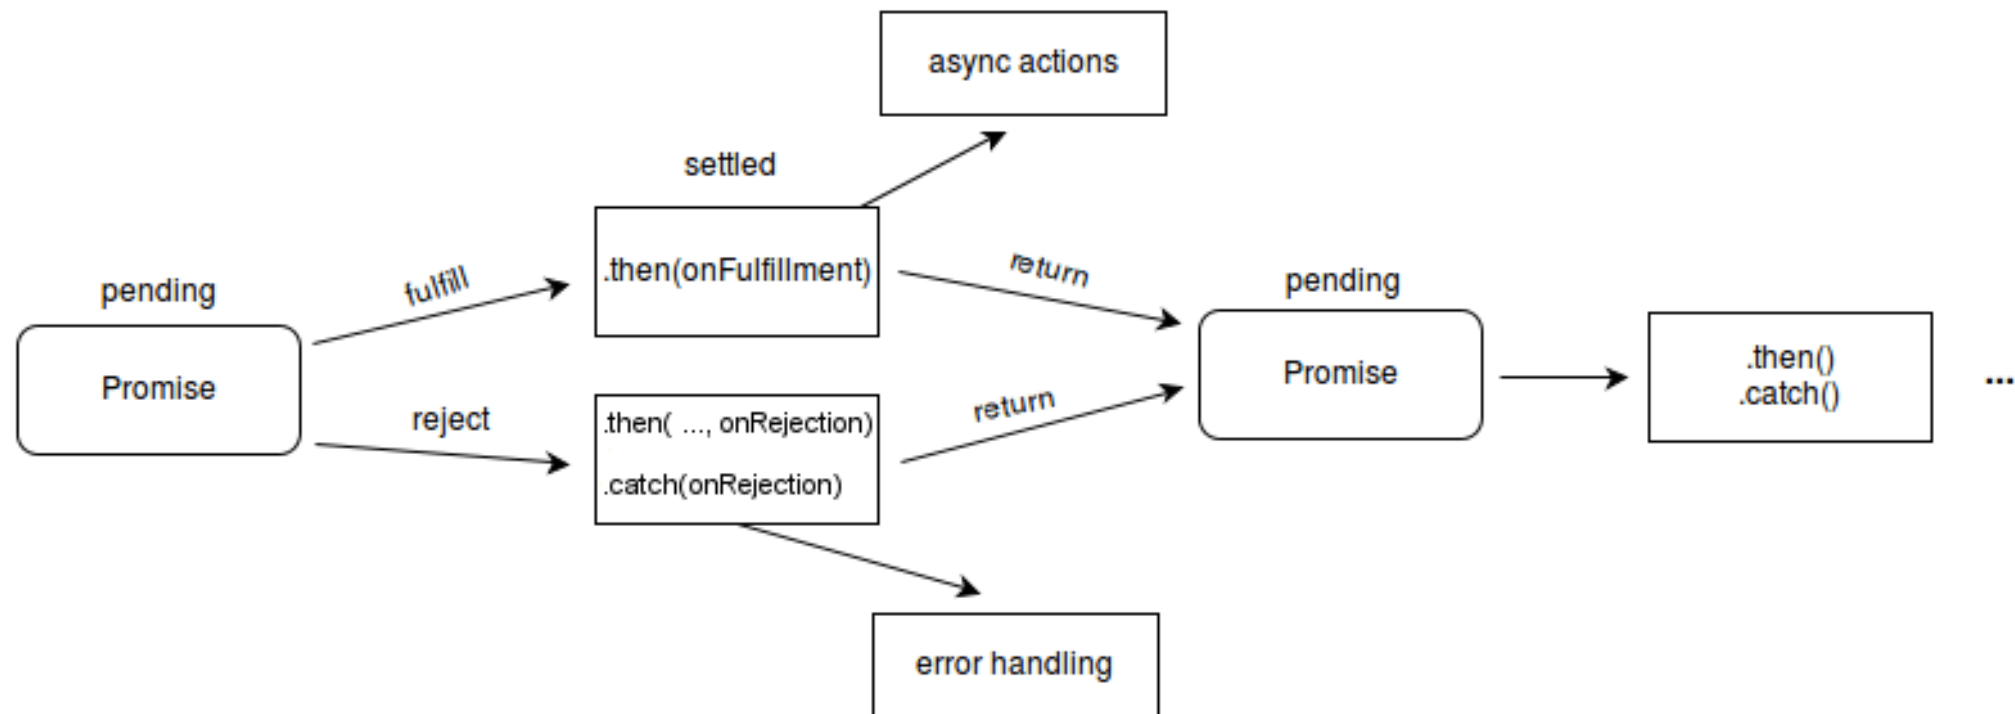 async actions
settled
.then(onFulfillment)
return
pending
fulfill
pending
Promise
Promise
.then()
.catch()
...
reject
.then( ..., onRejection)
return
.catch(onRejection)
error handling